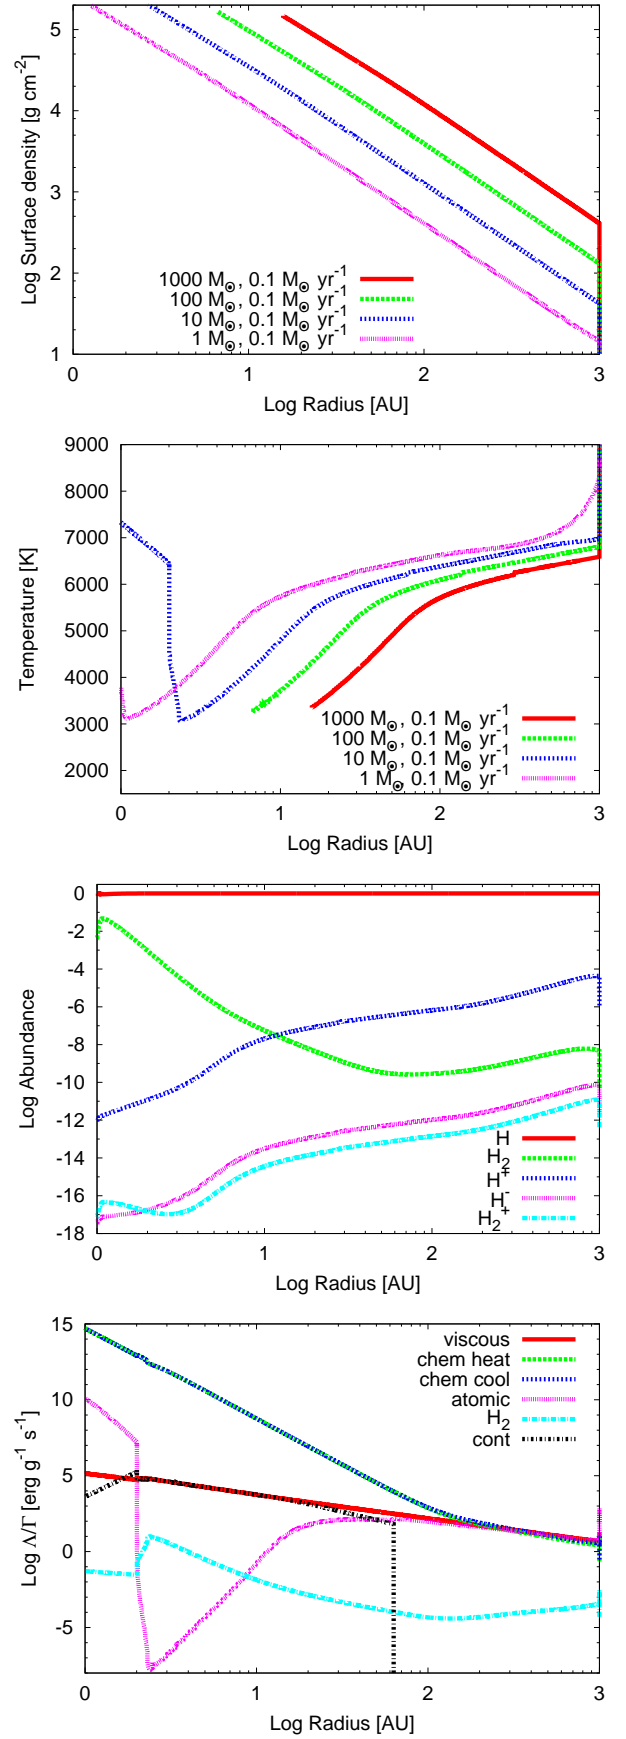 5
4
3
2
1
Log Surface density [g cm-2]
1000 M⊙, 0.1 M⊙ yr-1
100 M⊙, 0.1 M⊙ yr-1
10 M⊙, 0.1 M⊙ yr-1
1 M⊙, 0.1 M⊙ yr-1
0 1 2 3
Log Radius [AU]
9000
8000
7000
6000
5000
4000
3000
2000
Temperature [K]
1000 M⊙, 0.1 M⊙ yr-1
100 M⊙, 0.1 M⊙ yr-1
10 M⊙, 0.1 M⊙ yr-1
1 M⊙, 0.1 M⊙ yr-1
0 1 2 3
Log Radius [AU]
0
-2
-4
-6
-8
-10
-12
-14
-16
-18
Log Abundance
H
H2
H+
H-
H2+
0 1 2 3
Log Radius [AU]
15
10
5
0
-5
Log Λ/Γ [erg g-1 s-1]
viscous
chem heat
chem cool
atomic
H2
cont
0 1 2 3
Log Radius [AU]